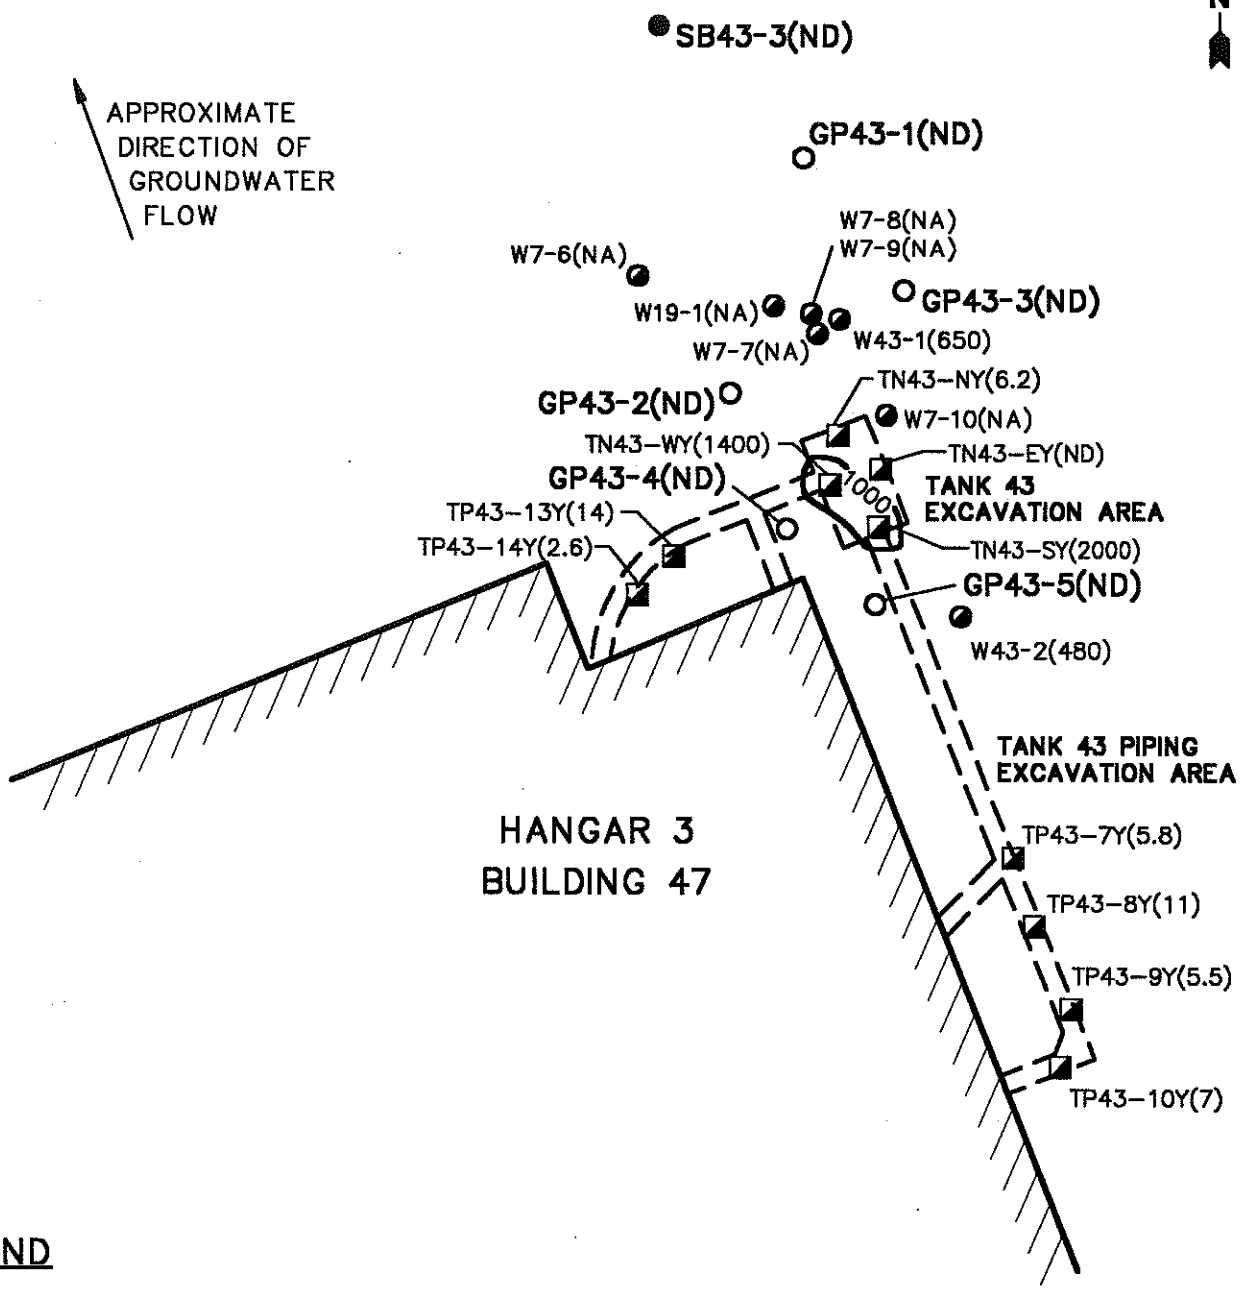 N
SB43-3(ND)
APPROXIMATE
DIRECTION OF
GROUNDWATER
FLOW
GP43-1(ND)
W7-8(NA)
W7-9(NA)
W7-6(NA)
GP43-3(ND)
W19-1(NA)
W43-1(650)
W7-7(NA)
TN43-NY(6.2)
GP43-2(ND)
W7-10(NA)
TN43-WY(1400)
TN43-EY(ND)
GP43-4(ND)
1000
TANK 43
EXCAVATION AREA
TP43-13Y(14)
TP43-14Y(2.6)
TN43-SY(2000)
GP43-5(ND)
W43-2(480)
TANK 43 PIPING
EXCAVATION AREA
HANGAR 3
BUILDING 47
TP43-7Y(5.8)
TP43-8Y(11)
TP43-9Y(5.5)
TP43-10Y(7)
ND